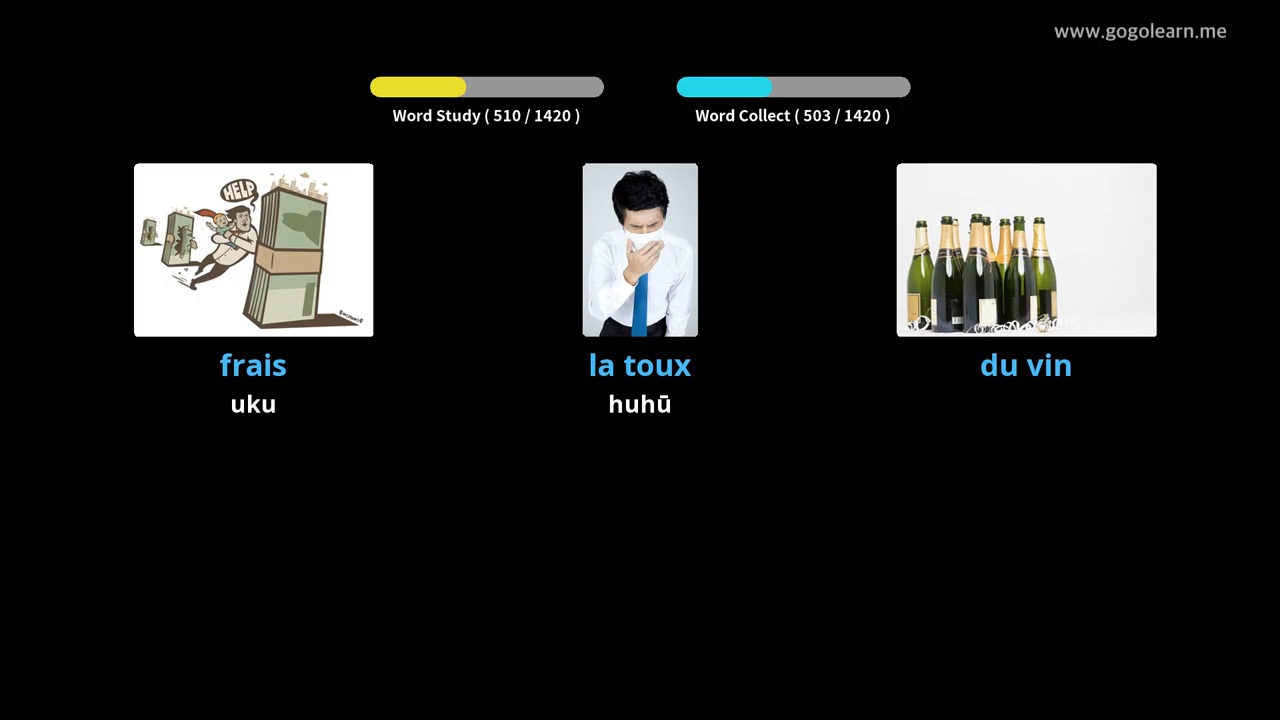 www.gogolearn.me
Word Study ( 510 / 1420 )
Word Collect ( 503 / 1420 )
HELP
frais
la toux
du vin
uku
huhū